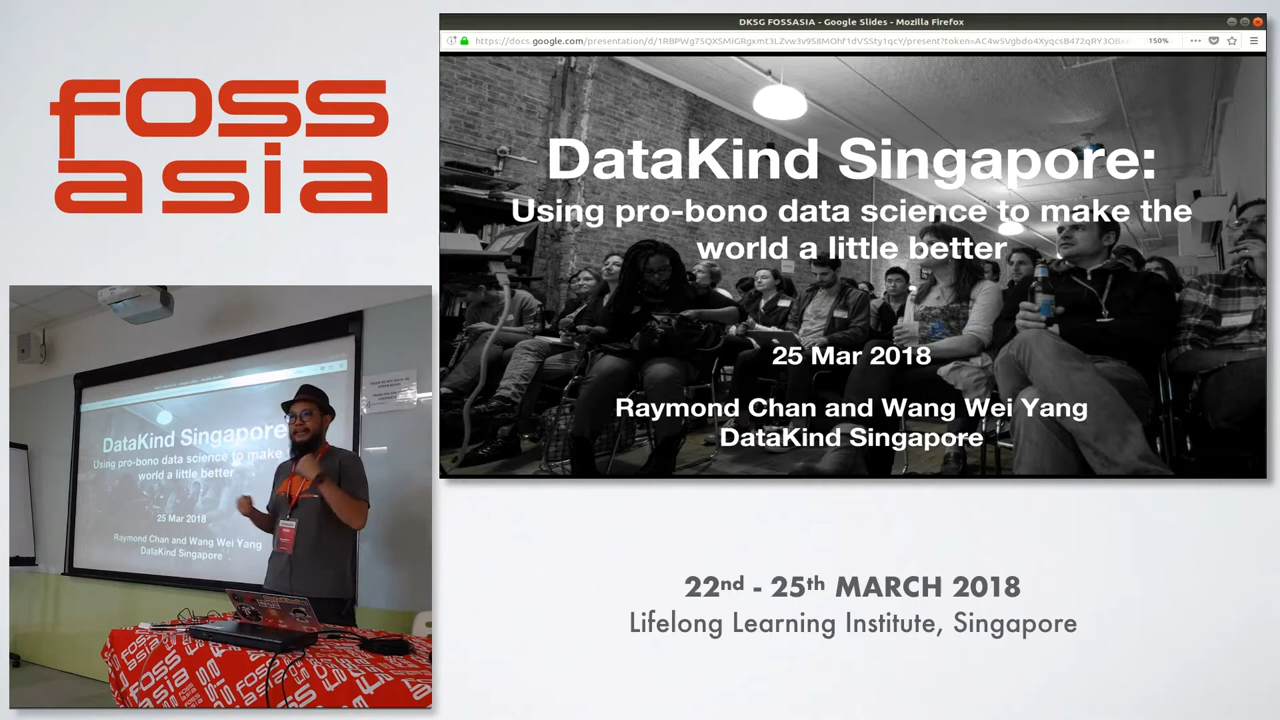 foss
asia
DKSG FOSSASIA - Google Slides - Mozilla Firefox
150%
DataKind Singapore:
Using pro-bono data science to make the
world a little better
25 Mar 2018
Raymond Chan and Wang Wei Yang
DataKind Singapore
DataKind Singapore
Using pro-bono data science to make
world a little better
25 Mar 2018
Raymond Chan and Wang Wei Yang
DataKind Singapore
foss
asia
22nd - 25th MARCH 2018
Lifelong Learning Institute, Singapore